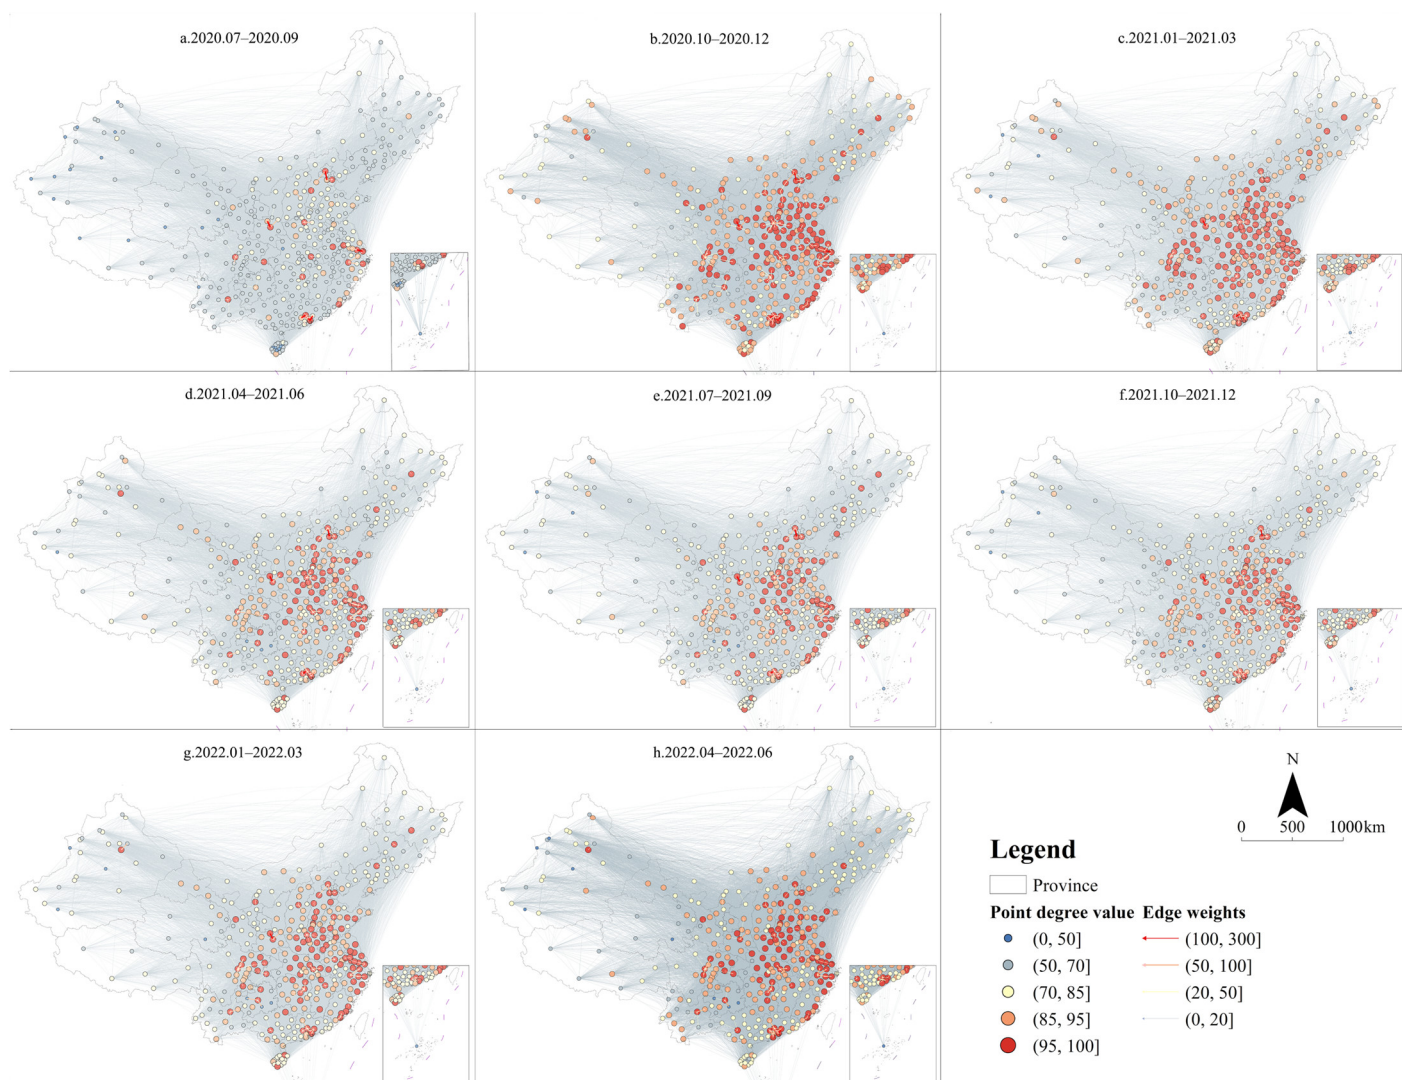 a.2020.07–2020.09
b.2020.10–2020.12
c.2021.01–2021.03
d.2021.04–2021.06
e.2021.07–2021.09
f.2021.10–2021.12
g.2022.01–2022.03
h.2022.04–2022.06
N
0 500 1000km
Legend
Province
Point degree value Edge weights
(0, 50] (100, 300]
(50, 70] (50, 100]
(70, 85] (20, 50]
(85, 95] (0, 20]
(95, 100]